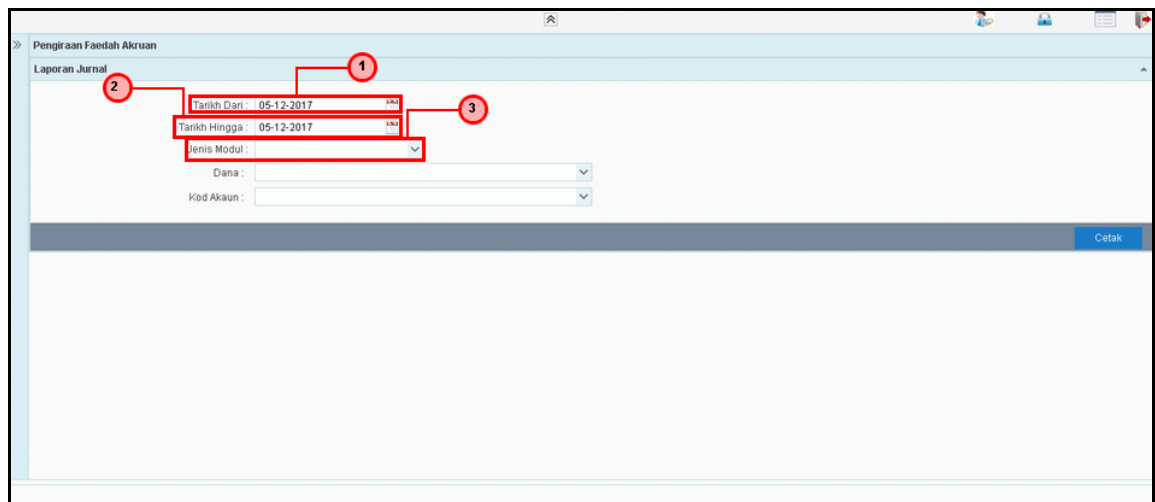 Pengiraan Faedah Akruan
Laporan Jurnal
1
2
Tarikh Dari : 05-12-2017
3
Tarikh Hingga : 05-12-2017
Jenis Modul :
Dana :
Kod Akaun :
Cetak